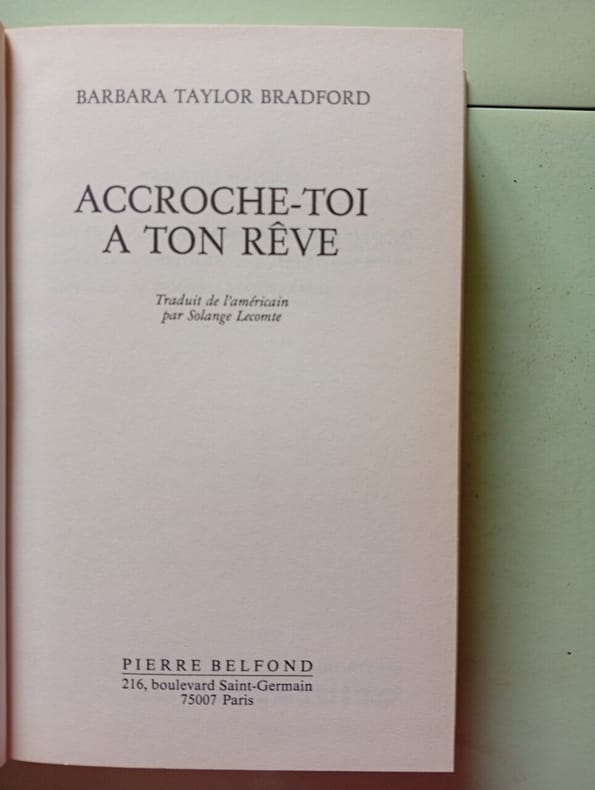 BARBARA TAYLOR BRADFORD
ACCROCHE-TOI
A TON RÊVE
Traduit de l'américain
par Solange Lecomte
PIERRE BELFOND
216, boulevard Saint-Germain
75007 Paris